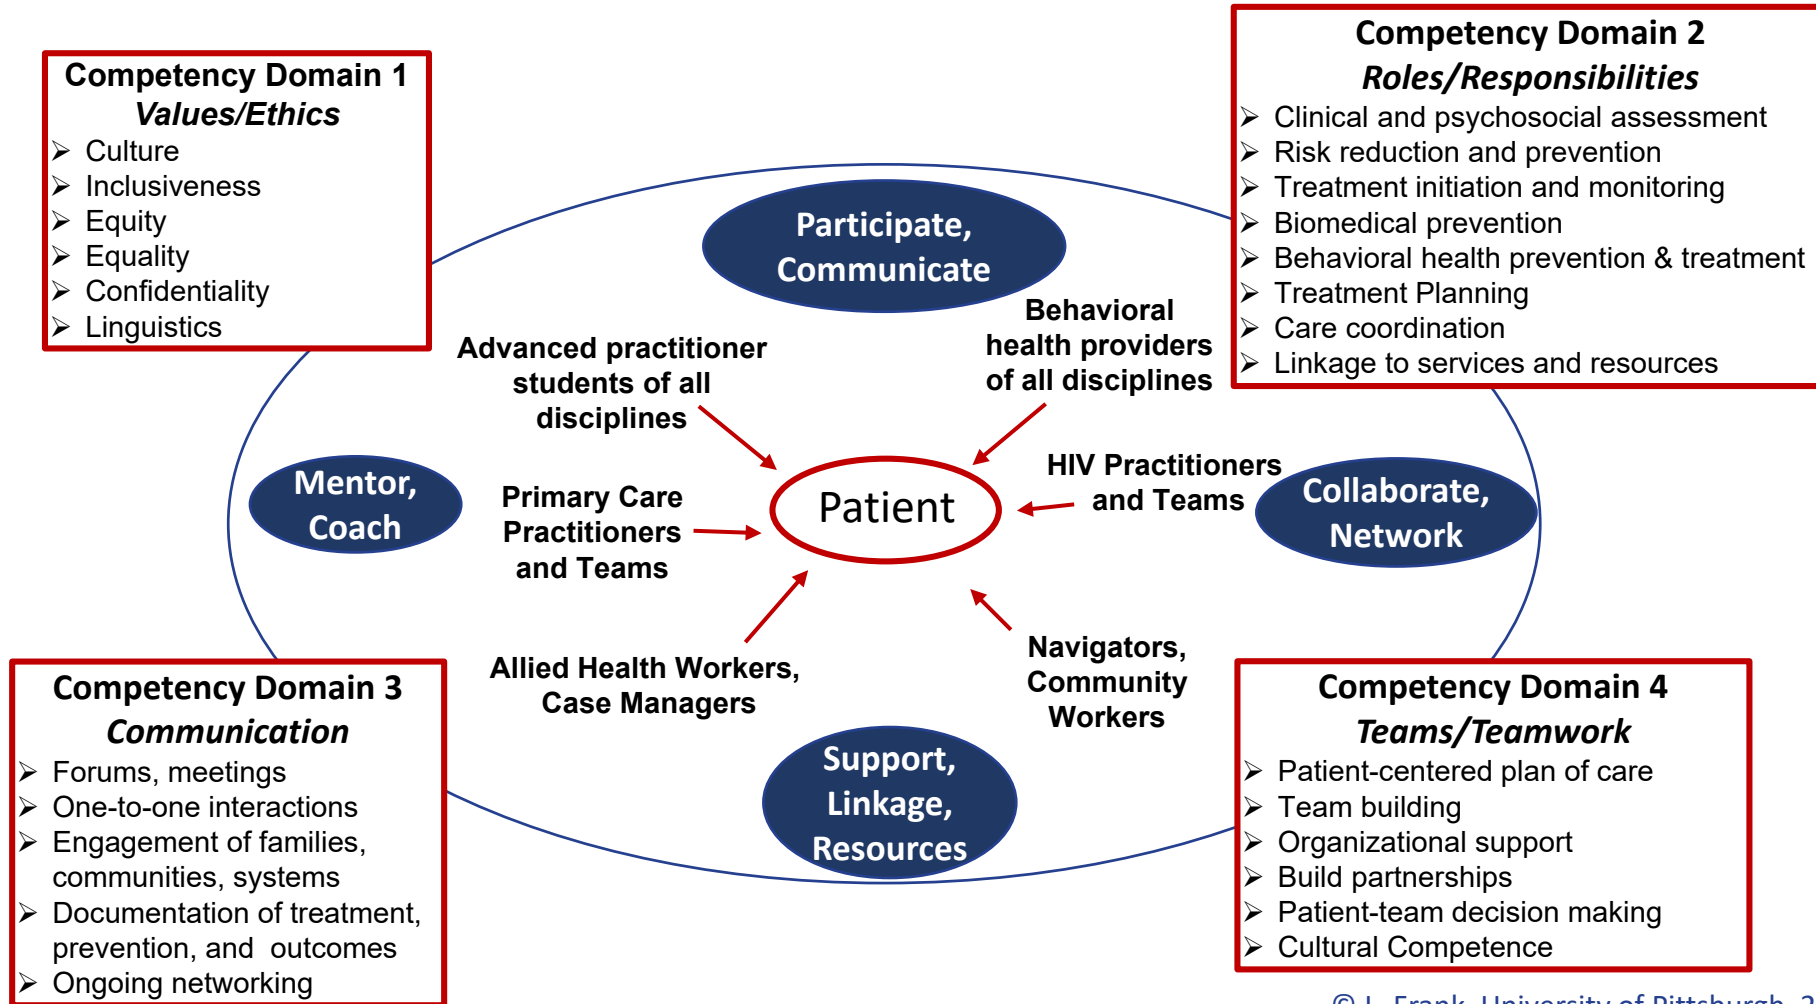 Competency Domain 1
Values/Ethics
➢ Culture
➢ Inclusiveness
➢ Equity
➢ Equality
➢ Confidentiality
➢ Linguistics
Competency Domain 2
Roles/Responsibilities
➢ Clinical and psychosocial assessment
➢ Risk reduction and prevention
➢ Treatment initiation and monitoring
➢ Biomedical prevention
➢ Behavioral health prevention & treatment
➢ Treatment Planning
➢ Care coordination
➢ Linkage to services and resources
Participate,
Communicate
Advanced practitioner
students of all
disciplines
Behavioral
health providers
of all disciplines
Mentor,
Coach
Primary Care
Practitioners
and Teams
Patient
HIV Practitioners
and Teams
Collaborate,
Network
Allied Health Workers,
Case Managers
Navigators,
Community
Workers
Support,
Linkage,
Resources
Competency Domain 3
Communication
➢ Forums, meetings
➢ One-to-one interactions
➢ Engagement of families,
communities, systems
➢ Documentation of treatment,
prevention, and outcomes
➢ Ongoing networking
Competency Domain 4
Teams/Teamwork
➢ Patient-centered plan of care
➢ Team building
➢ Organizational support
➢ Build partnerships
➢ Patient-team decision making
➢ Cultural Competence
Frank, University of Pittsburgh,